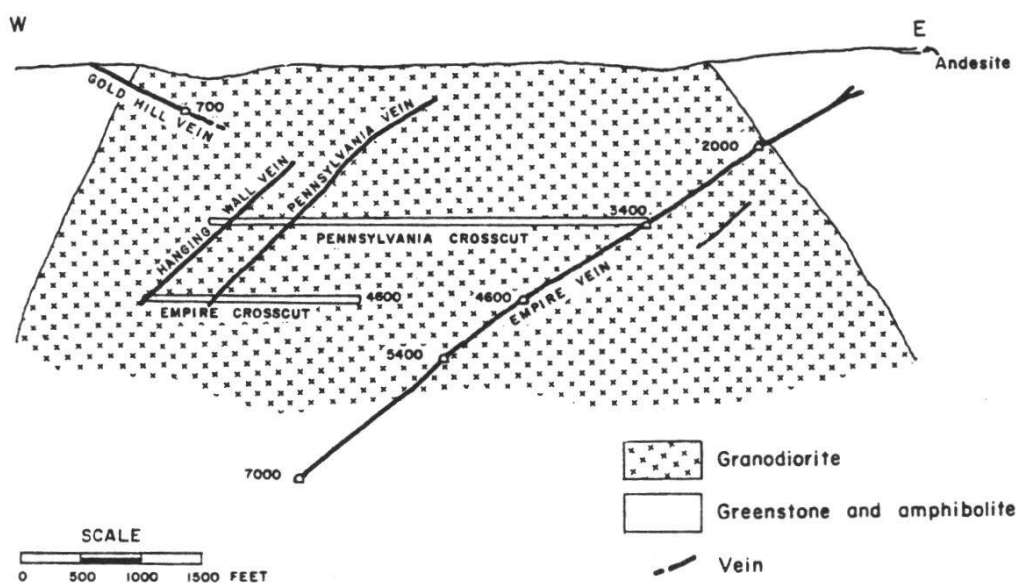 W
E
Andesite
GOLD HILL VEIN
700
HANGING WALL VEIN
PENNSYLVANIA VEIN
2000
3400
PENNSYLVANIA CROSSCUT
4600
EMPIRE CROSSCUT
4600
EMPIRE VEIN
5400
7000
Granodiorite
Greenstone and amphibolite
Vein
SCALE
0 500 1000 1500 FEET